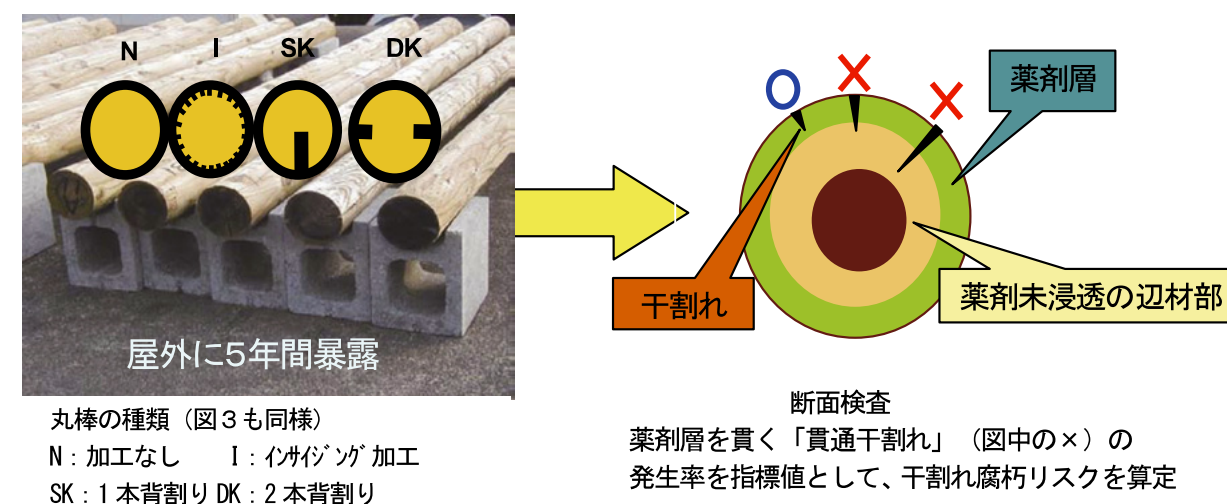 N I SK DK
屋外に5年間暴露
丸棒の種類（図３も同様）
N：加工なし　　I：ｲﾝｻｲｼﾞﾝｸﾞ加工
SK：1本背割り DK：2本背割り
○ × ×
薬剤層
干割れ
薬剤未浸透の辺材部
断面検査
薬剤層を貫く「貫通干割れ」（図中の×）の
発生率を指標値として、干割れ腐朽リスクを算定